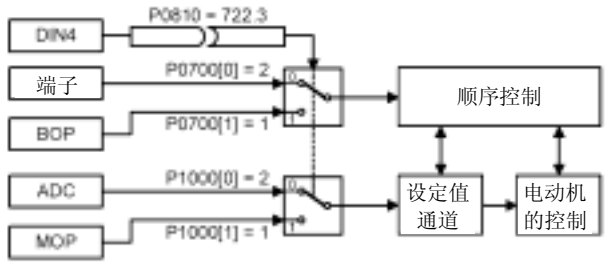 P0810 = 722.3
DIN4
端子
P0700[0] = 2
0
BOP
P0700[1] = 1
1
顺序控制
ADC
P1000[0] = 2
0
MOP
P1000[1] = 1
1
设定值
通道
电动机
的控制